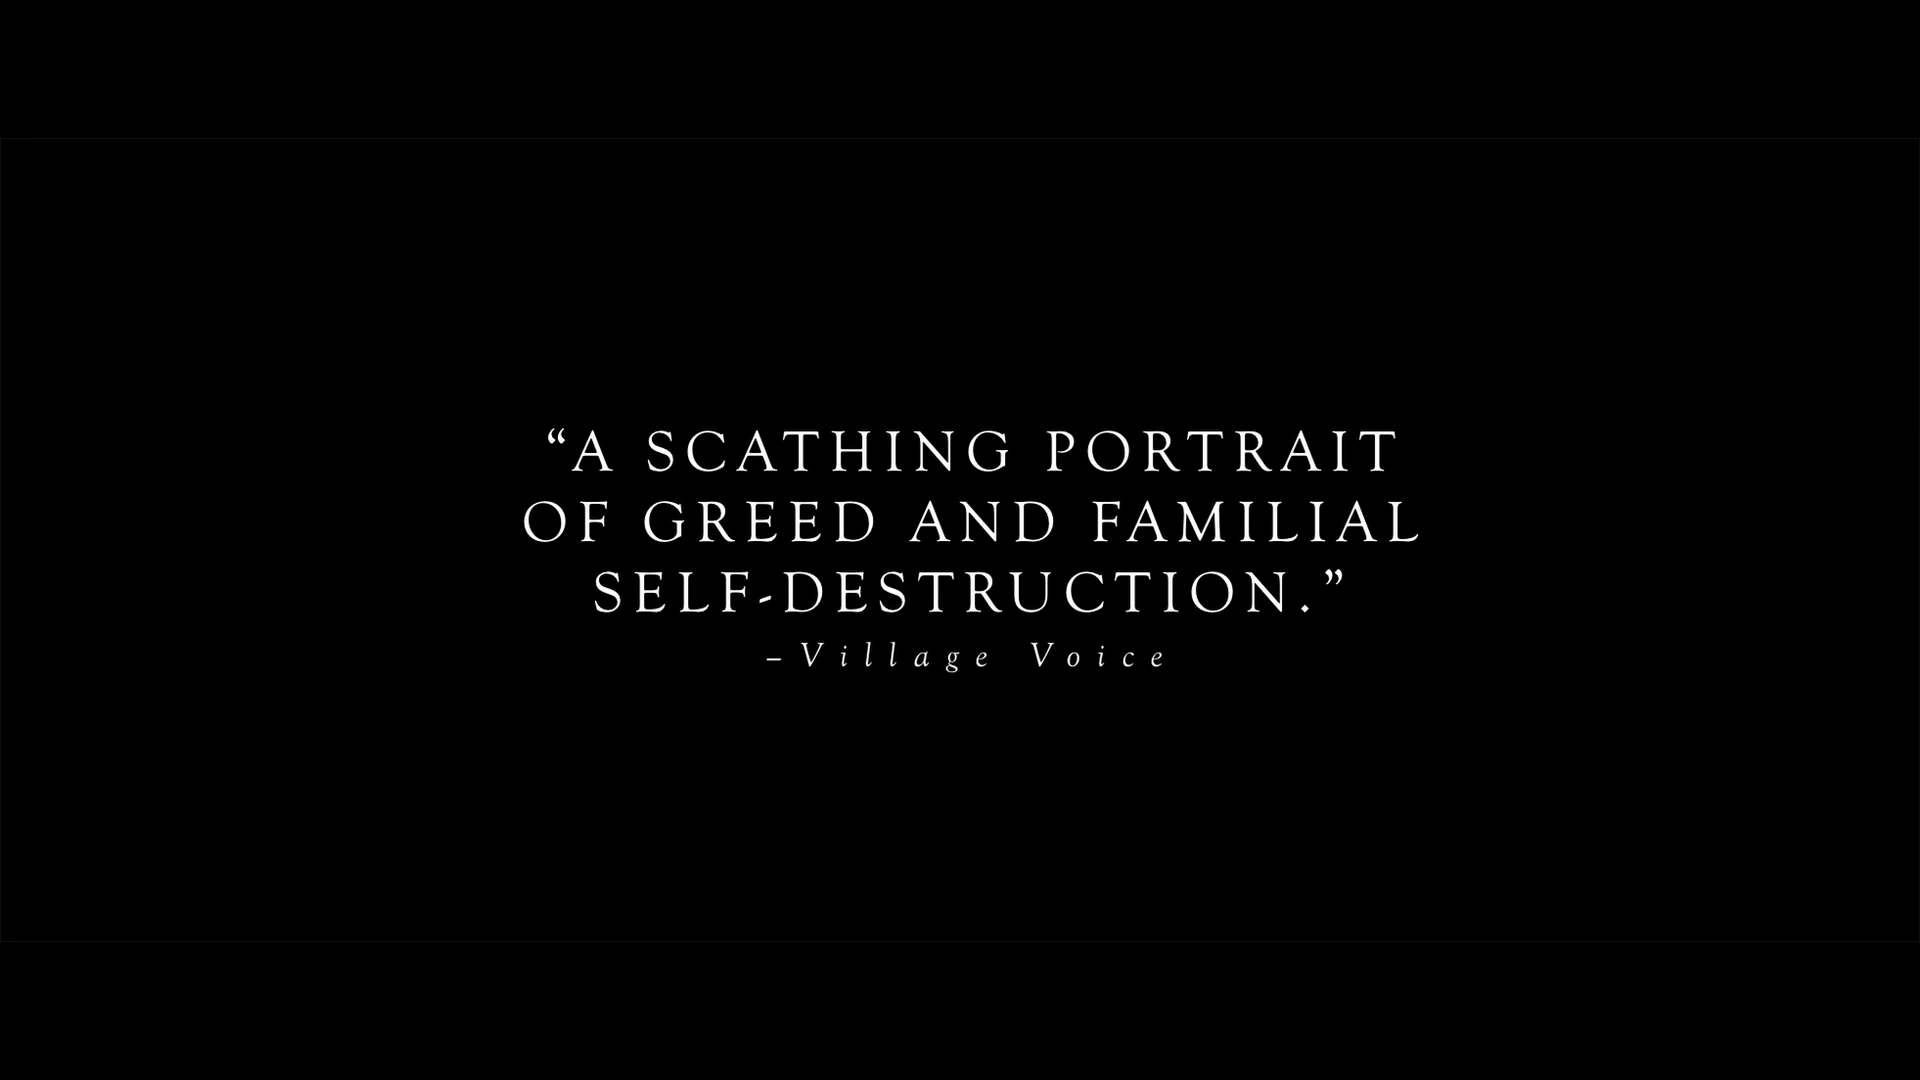 “A SCATHING PORTRAIT
OF GREED AND FAMILIAL
SELF-DESTRUCTION.”
–Village Voice